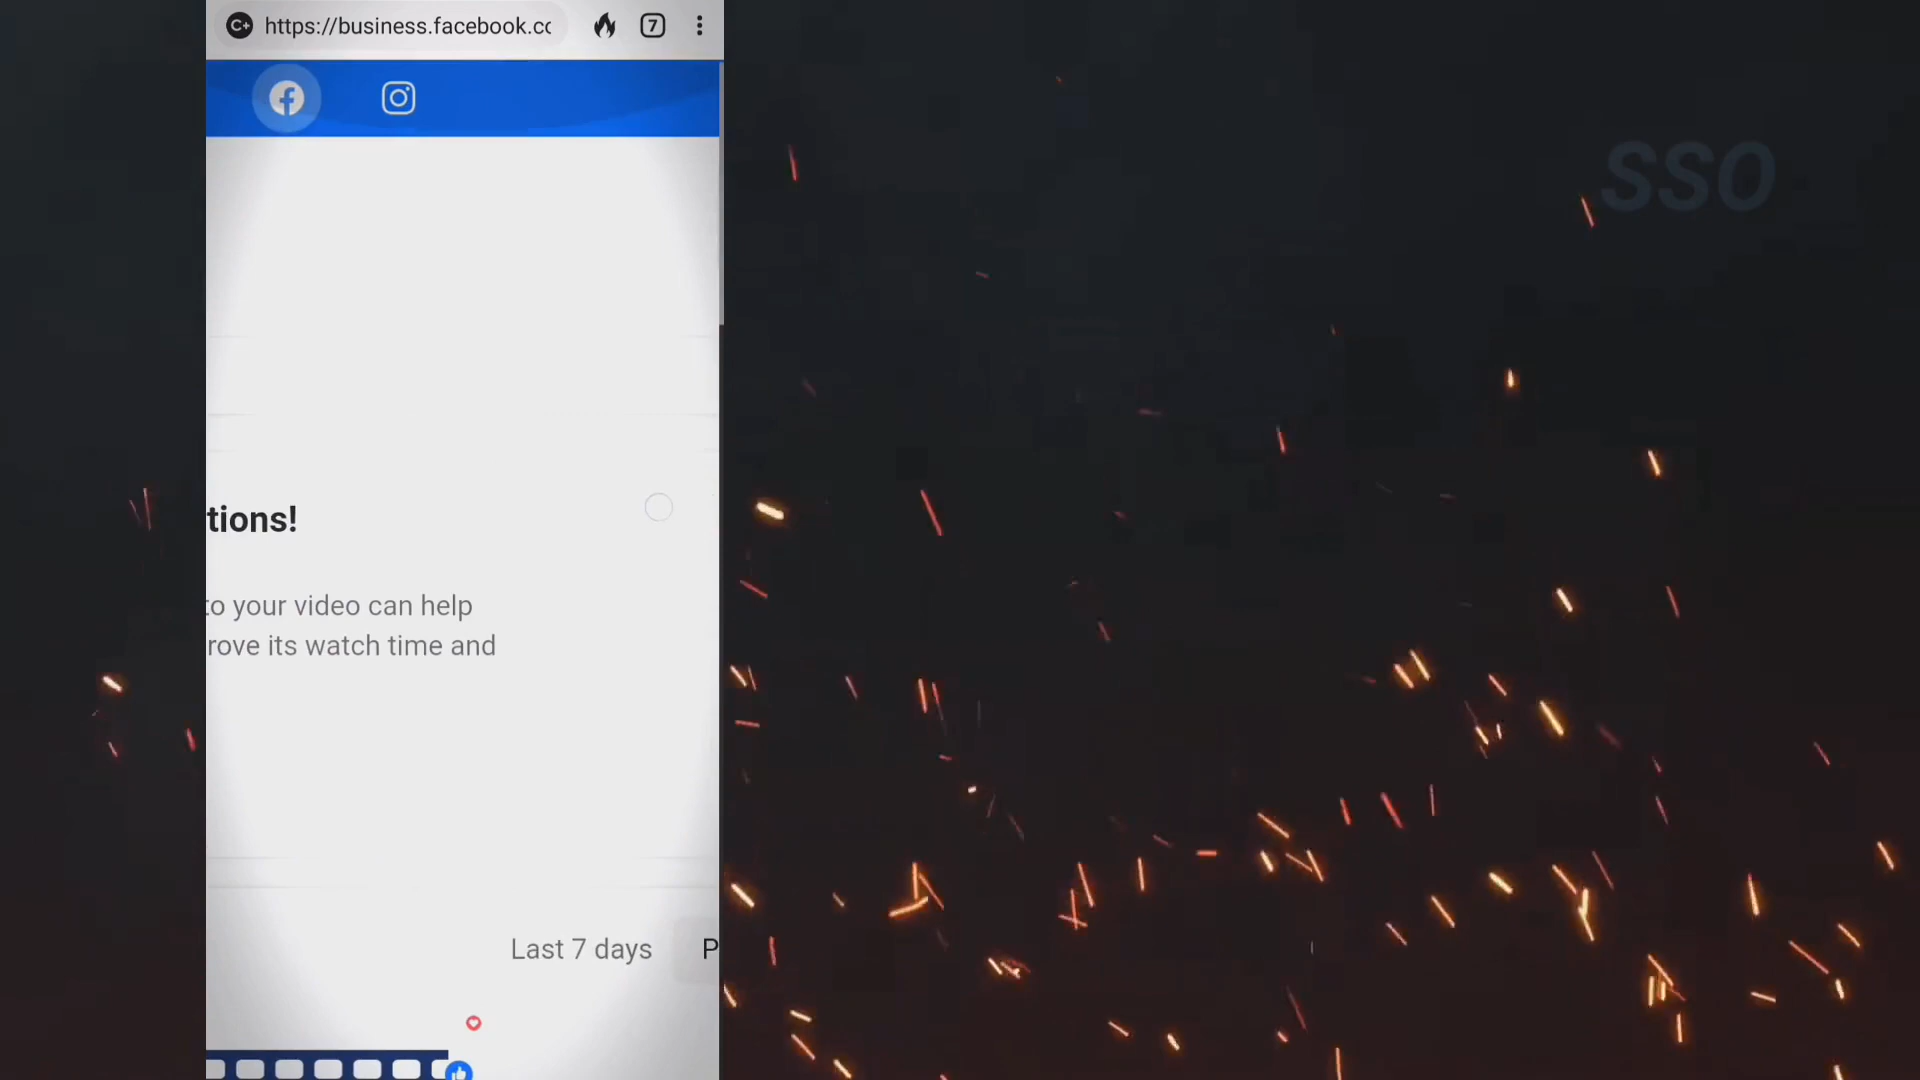 C+ https://business.facebook.co 7
SSO
tions!
to your video can help
rove its watch time and
Last 7 days P